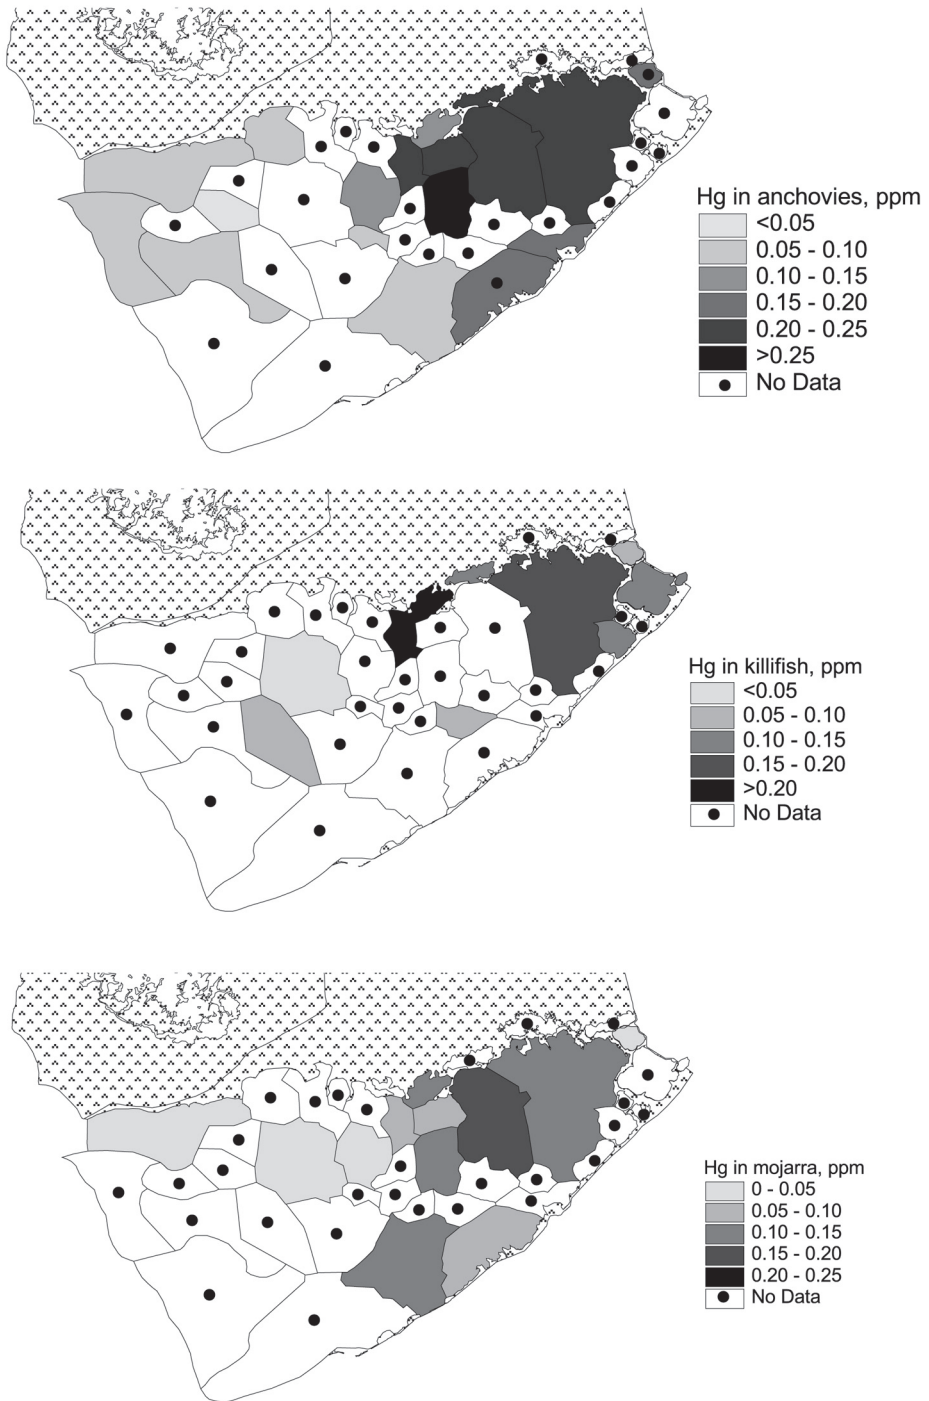 Hg in anchovies, ppm
<0.05
0.05 - 0.10
0.10 - 0.15
0.15 - 0.20
0.20 - 0.25
>0.25
No Data
Hg in killifish, ppm
<0.05
0.05 - 0.10
0.10 - 0.15
0.15 - 0.20
>0.20
No Data
Hg in mojarra, ppm
0 - 0.05
0.05 - 0.10
0.10 - 0.15
0.15 - 0.20
0.20 - 0.25
No Data